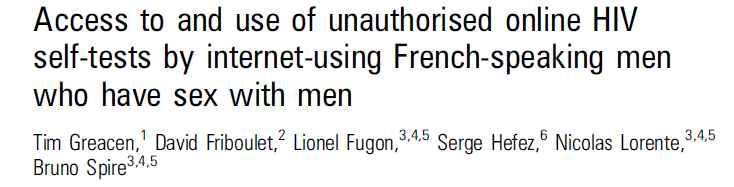 Access to and use of unauthorised online HIV
self-tests by internet-using French-speaking men
who have sex with men
Tim Greacen,1 David Friboulet,2 Lionel Fugon,3,4,5 Serge Hefez,6 Nicolas Lorente,3,4,5
Bruno Spire3,4,5